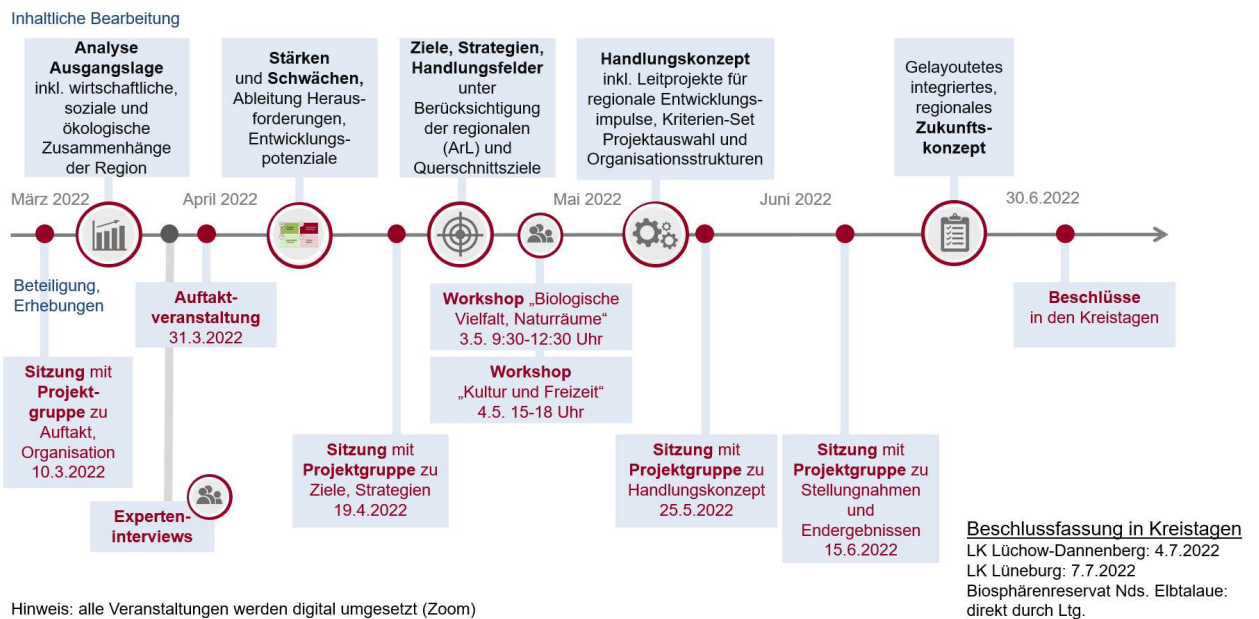 Inhaltliche Bearbeitung
Analyse
Ausgangslage
inkl. wirtschaftliche,
soziale und
ökologische
Zusammenhänge
der Region
Stärken
und Schwächen,
Ableitung Heraus-
forderungen,
Entwicklungs-
potenziale
Ziele, Strategien,
Handlungsfelder
unter
Berücksichtigung
der regionalen
(ArL) und
Querschnittsziele
Handlungskonzept
inkl. Leitprojekte für
regionale Entwicklungs-
impulse, Kriterien-Set
Projektauswahl und
Organisationsstrukturen
Gelayoutetes
integriertes,
regionales
Zukunfts-
konzept
März 2022
April 2022
Mai 2022
Juni 2022
30.6.2022
Beteiligung,
Erhebungen
Sitzung mit
Projekt-
gruppe zu
Auftakt,
Organisation
10.3.2022
Experten-
interviews
Auftakt-
veranstaltung
31.3.2022
Sitzung mit
Projektgruppe zu
Ziele, Strategien
19.4.2022
Workshop „Biologische
Vielfalt, Naturräume“
3.5. 9:30-12:30 Uhr
Workshop
„Kultur und Freizeit“
4.5. 15-18 Uhr
Sitzung mit
Projektgruppe zu
Handlungskonzept
25.5.2022
Sitzung mit
Projektgruppe zu
Stellungnahmen
und
Endergebnissen
15.6.2022
Beschlüsse
in den Kreistagen
Beschlussfassung in Kreistagen
LK Lüchow-Dannenberg: 4.7.2022
LK Lüneburg: 7.7.2022
Biosphärenreservat Nds. Elbtalaue:
direkt durch Ltg.
Hinweis: alle Veranstaltungen werden digital umgesetzt (Zoom)